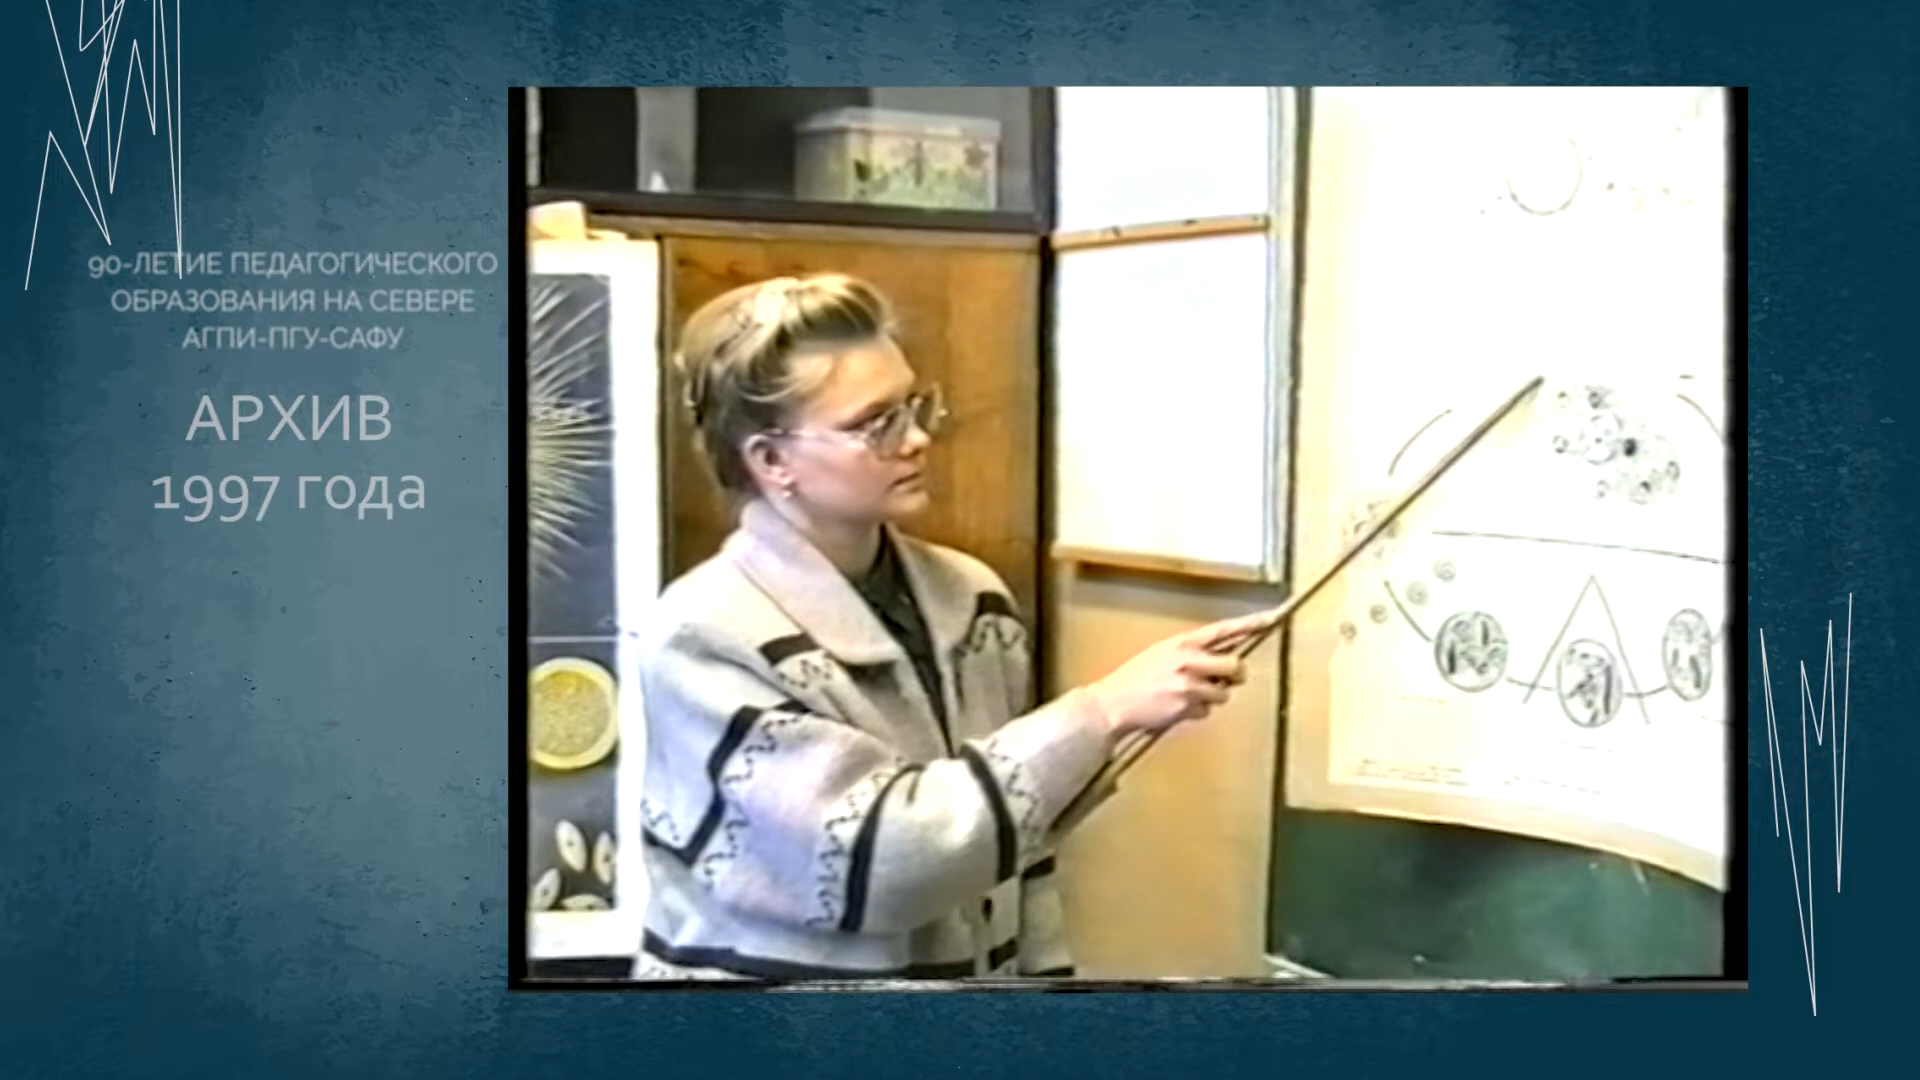 90-ЛЕТИЕ ПЕДАГОГИЧЕСКОГО
ОБРАЗОВАНИЯ НА СЕВЕРЕ
АГПИ-ПГУ-САФУ
АРХИВ
1997 года